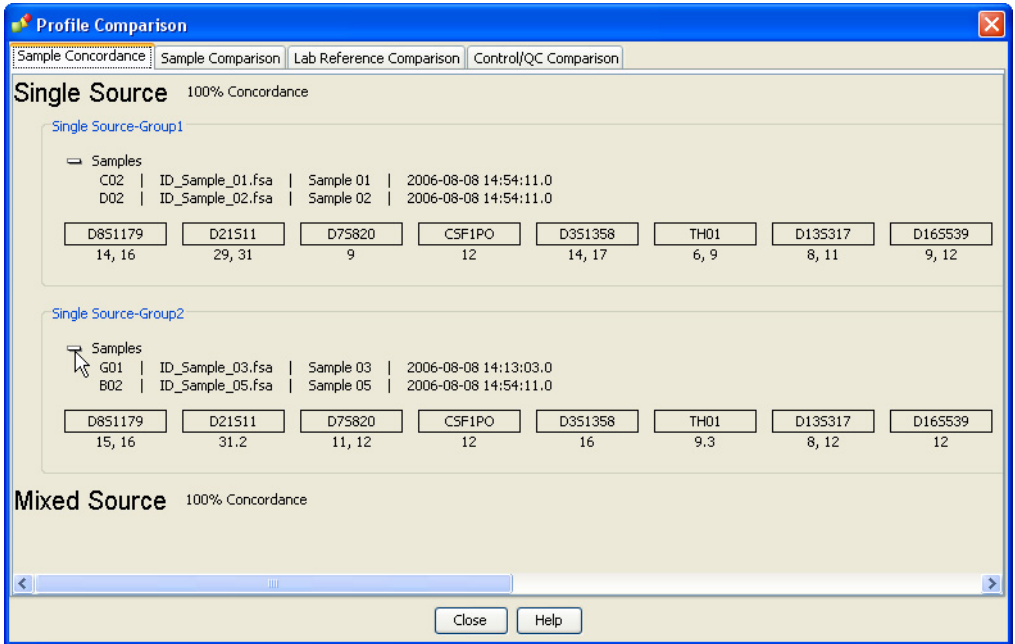 Profile Comparison
Sample Concordance Sample Comparison Lab Reference Comparison Control/QC Comparison
Single Source 100% Concordance
Single Source-Group1
Samples
C02 | ID_Sample_01.fsa | Sample 01 | 2006-08-08 14:54:11.0
D02 | ID_Sample_02.fsa | Sample 02 | 2006-08-08 14:54:11.0
D8S1179 D21S11 D7S820 CSF1PO D3S1358 TH01 D13S317 D16S539
14, 16 29, 31 9 12 14, 17 6, 9 8, 11 9, 12
Single Source-Group2
Samples
G01 | ID_Sample_03.fsa | Sample 03 | 2006-08-08 14:13:03.0
B02 | ID_Sample_05.fsa | Sample 05 | 2006-08-08 14:54:11.0
D8S1179 D21S11 D7S820 CSF1PO D3S1358 TH01 D13S317 D16S539
15, 16 31.2 11, 12 12 16 9.3 8, 12 12
Mixed Source 100% Concordance
Close Help